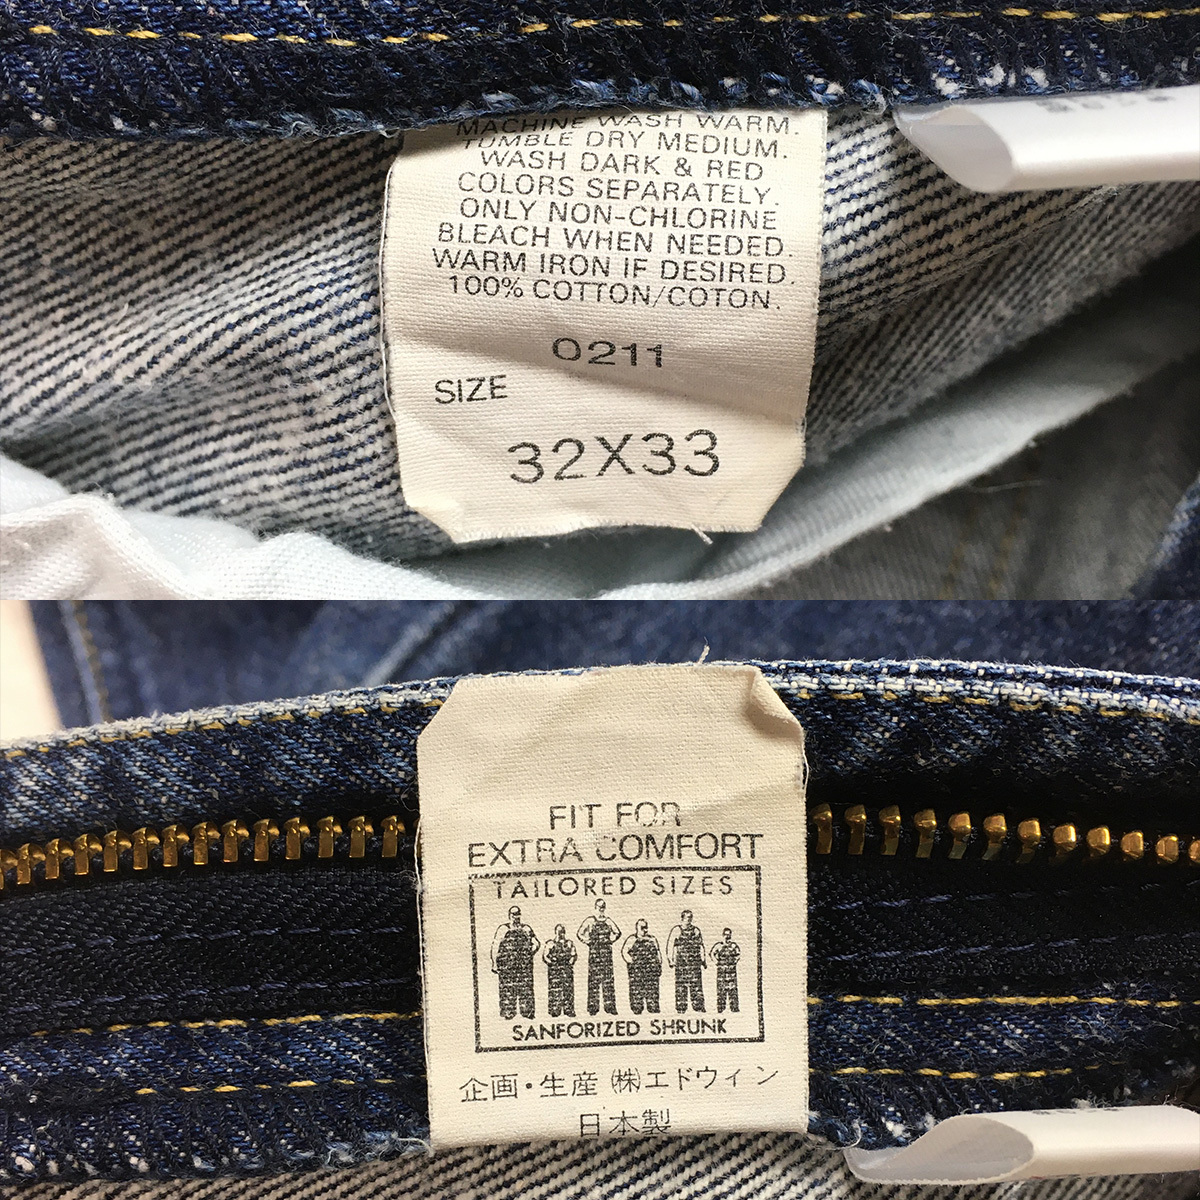 MACHINE WASH WARM.
TUMBLE DRY MEDIUM.
WASH DARK & RED
COLORS SEPARATELY.
ONLY NON-CHLORINE
BLEACH WHEN NEEDED.
WARM IRON IF DESIRED.
100% COTTON/COTON.
0211
SIZE
32X33
FIT FOR
EXTRA COMFORT
TAILORED SIZES
SANFORIZED SHRUNK
企画・生産 ㈱エドウィン
日本製